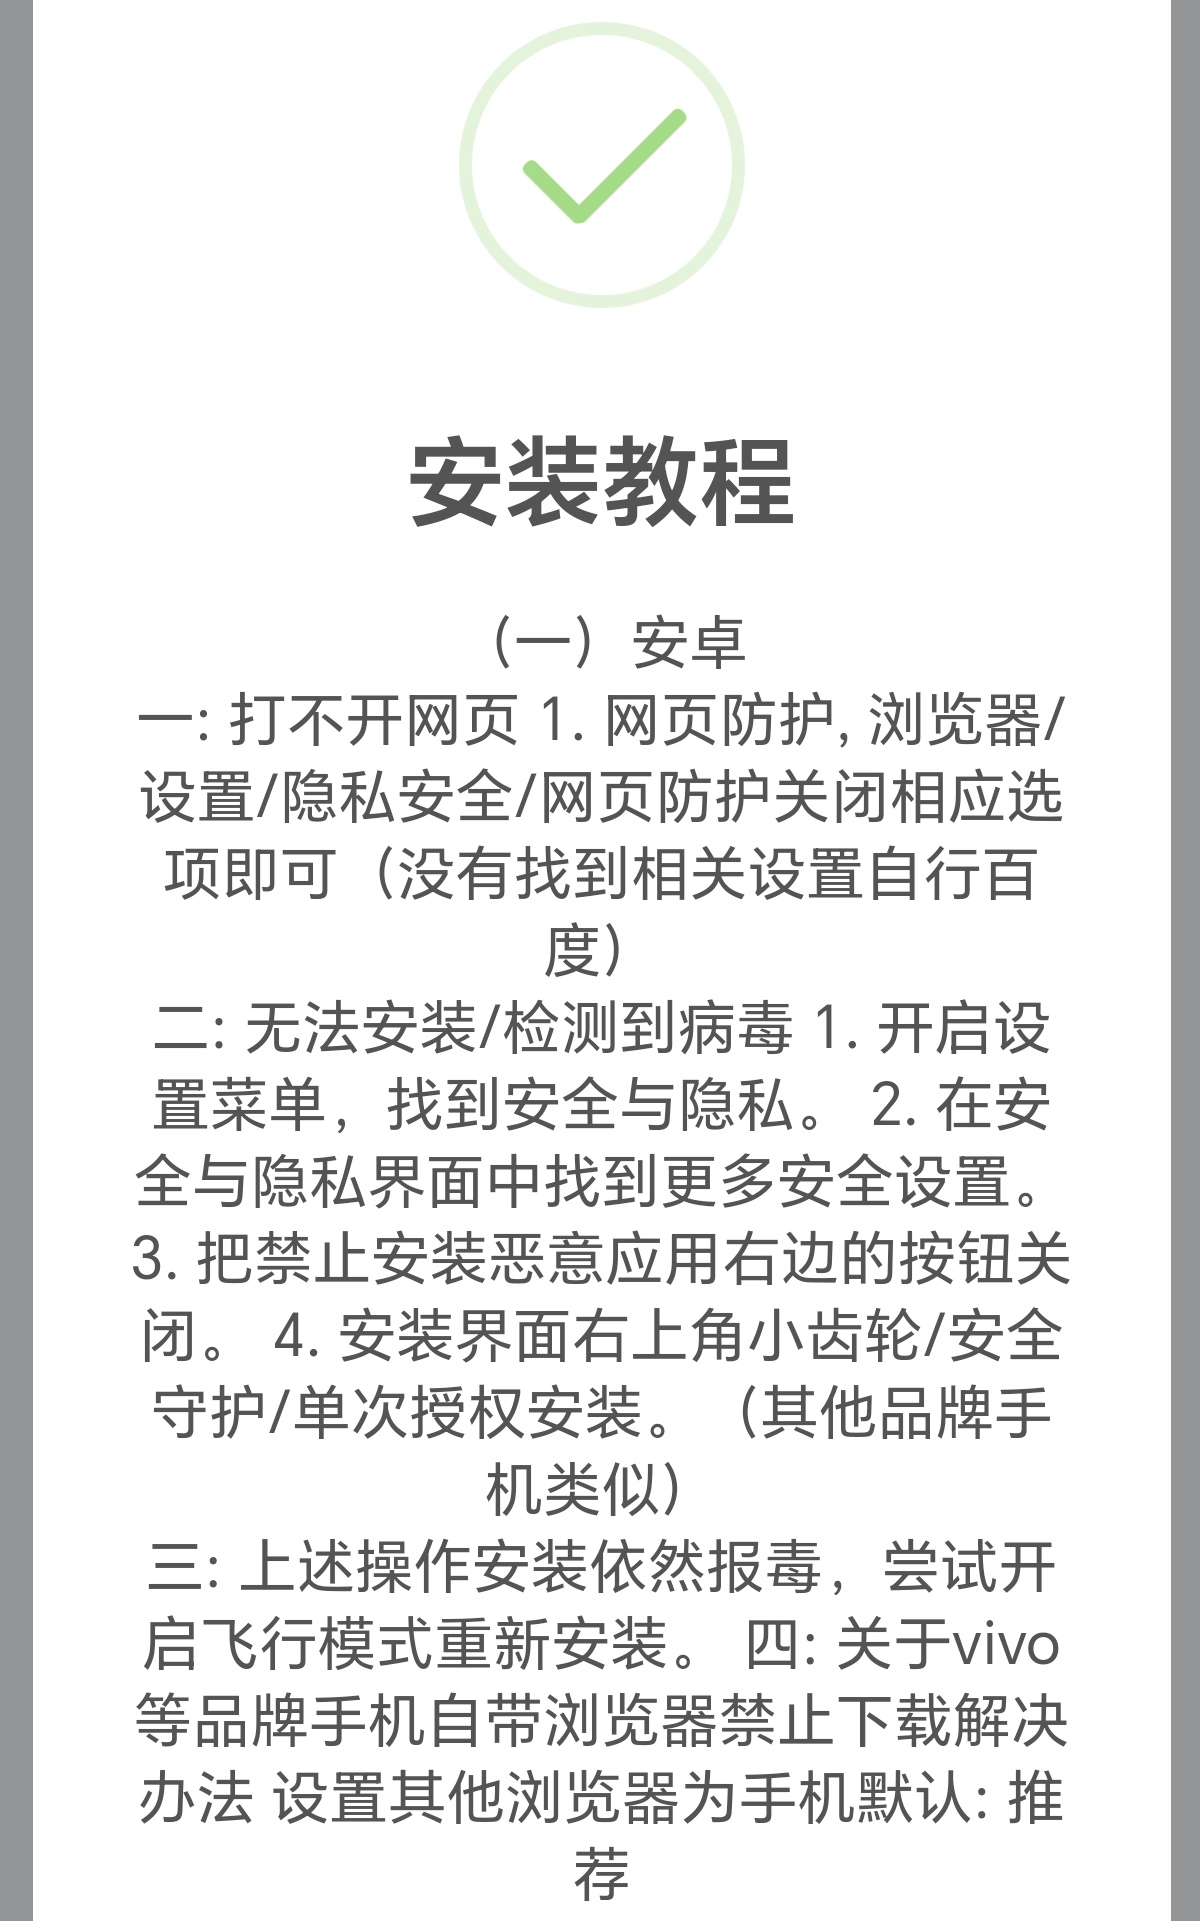 安装教程
（一）安卓
一: 打不开网页 1. 网页防护, 浏览器/
设置/隐私安全/网页防护关闭相应选
项即可（没有找到相关设置自行百
度）
二: 无法安装/检测到病毒 1. 开启设
置菜单，找到安全与隐私。 2. 在安
全与隐私界面中找到更多安全设置。
3. 把禁止安装恶意应用右边的按钮关
闭。 4. 安装界面右上角小齿轮/安全
守护/单次授权安装。（其他品牌手
机类似）
三: 上述操作安装依然报毒，尝试开
启飞行模式重新安装。 四: 关于vivo
等品牌手机自带浏览器禁止下载解决
办法 设置其他浏览器为手机默认: 推
荐